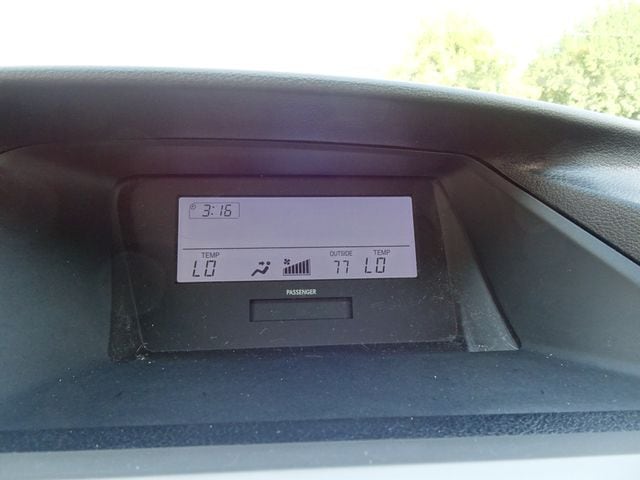 3:16
TEMP OUTSIDE TEMP
LO 77 LO
PASSENGER